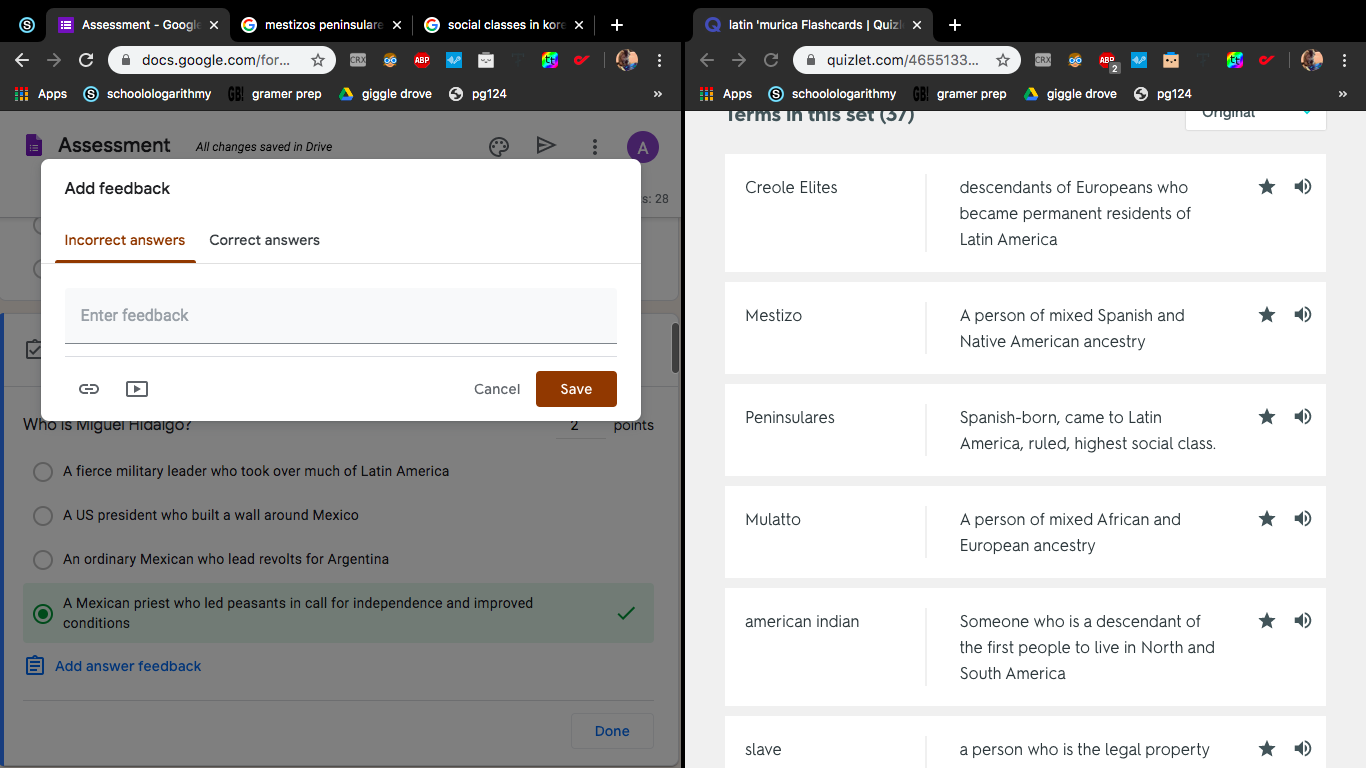 Assessment - Google
mestizos peninsulare
social classes in kore
docs.google.com/for...
CRX
ABP
Apps
schoolologarithmy
GB!
gramer prep
giggle drove
pg124
»
Assessment
All changes saved in Drive
A
s: 28
Add feedback
Incorrect answers
Correct answers
Enter feedback
Cancel
Save
Who is Miguel Hidalgo?
2
points
A fierce military leader who took over much of Latin America
A US president who built a wall around Mexico
An ordinary Mexican who lead revolts for Argentina
A Mexican priest who led peasants in call for independence and improved
conditions
Add answer feedback
Done
latin 'murica Flashcards | Quizl
quizlet.com/4655133...
CRX
ABP
2
Apps
schoolologarithmy
GB!
gramer prep
giggle drove
pg124
»
Terms in this set (37)
Original
Creole Elites
descendants of Europeans who
became permanent residents of
Latin America
Mestizo
A person of mixed Spanish and
Native American ancestry
Peninsulares
Spanish-born, came to Latin
America, ruled, highest social class.
Mulatto
A person of mixed African and
European ancestry
american indian
Someone who is a descendant of
the first people to live in North and
South America
slave
a person who is the legal property